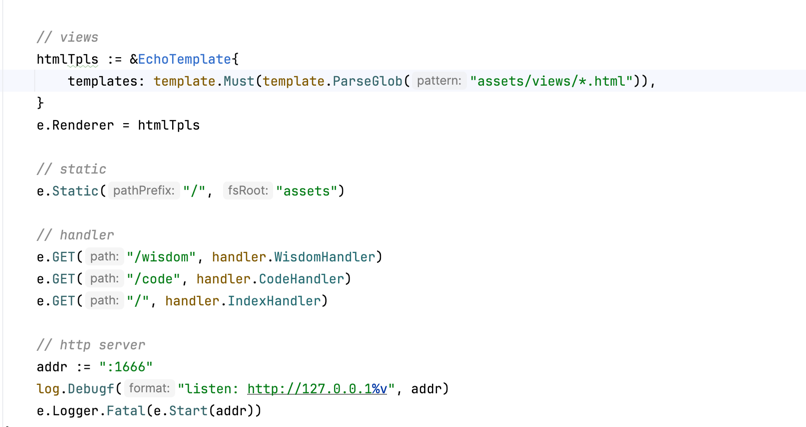 // views
htmlTpls := &EchoTemplate{
templates: template.Must(template.ParseGlob( pattern: "assets/views/*.html")),
}
e.Renderer = htmlTpls
// static
e.Static( pathPrefix: "/", fsRoot: "assets")
// handler
e.GET( path: "/wisdom", handler.WisdomHandler)
e.GET( path: "/code", handler.CodeHandler)
e.GET( path: "/", handler.IndexHandler)
// http server
addr := ":1666"
log.Debugf( format: "listen: http://127.0.0.1%v", addr)
e.Logger.Fatal(e.Start(addr))